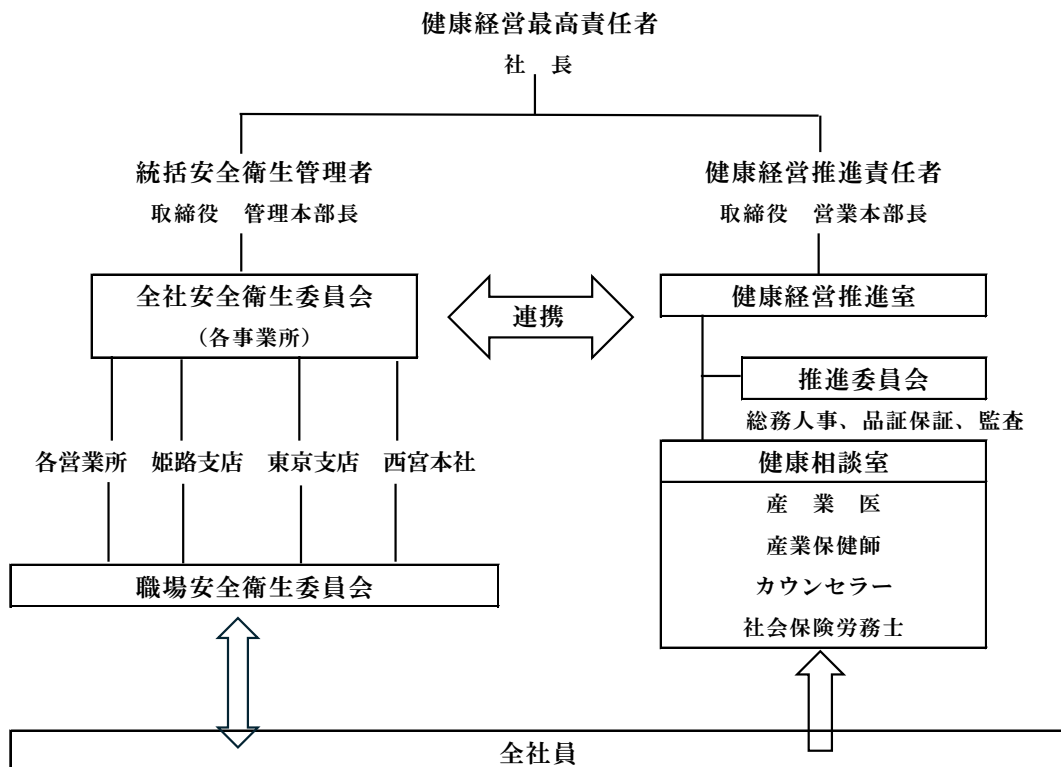 健康経営最高責任者
社　長
統括安全衛生管理者
取締役　管理本部長
健康経営推進責任者
取締役　営業本部長
全社安全衛生委員会
（各事業所）
連携
健康経営推進室
推進委員会
総務人事、品証保証、監査
各営業所　姫路支店　東京支店　西宮本社
健康相談室
産　業　医
産業保健師
カウンセラー
社会保険労務士
職場安全衛生委員会
全社員